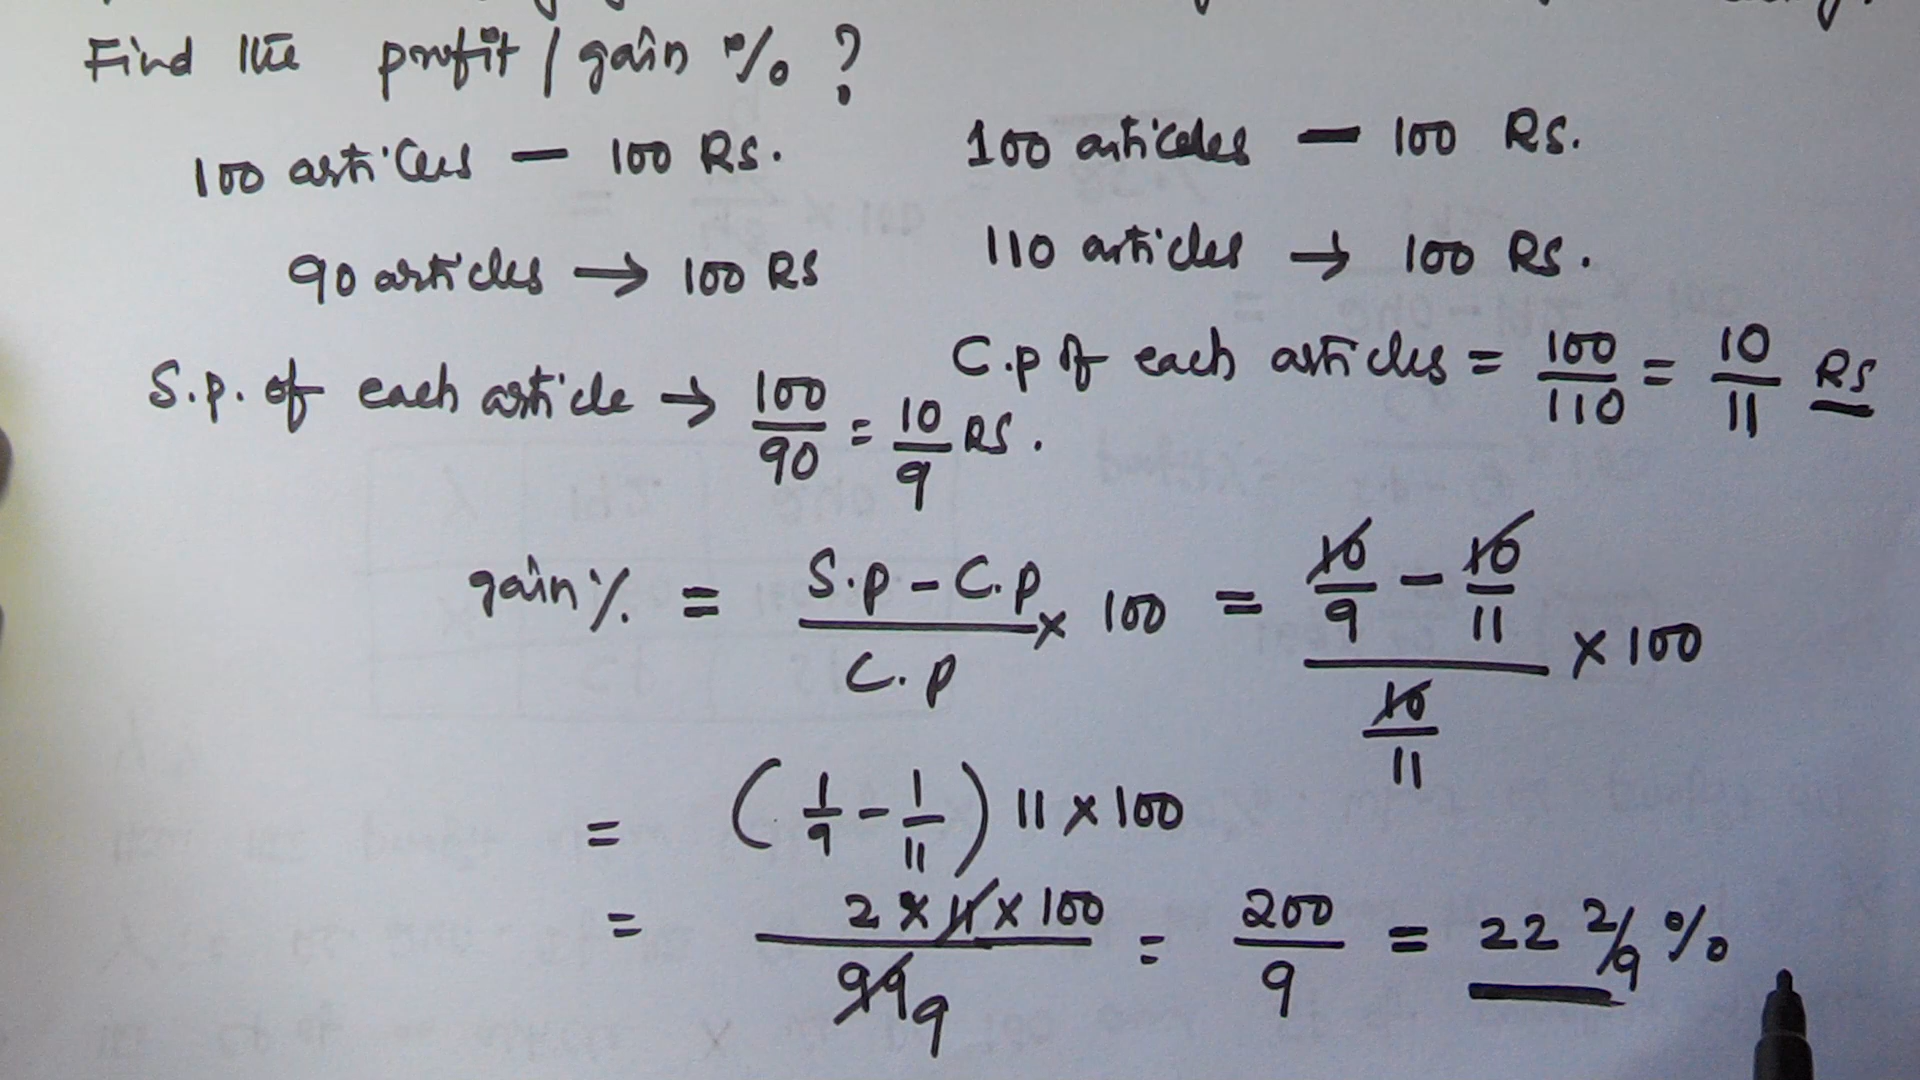 Find the profit / gain % ?
100 articles — 100 RS.
90 articles → 100 RS
S.p. of each article → 100/90 = 10/9 RS.
100 articles — 100 RS.
110 articles → 100 RS.
C.p of each articles = 100/110 = 10/11 RS
gain % = S.p - C.p / C.p × 100 = 10/9 - 10/11 / 10/11 × 100
= (1/9 - 1/11) 11 × 100
= 2 × 11 × 100 / 99 9 = 200/9 = 22 2/9 %